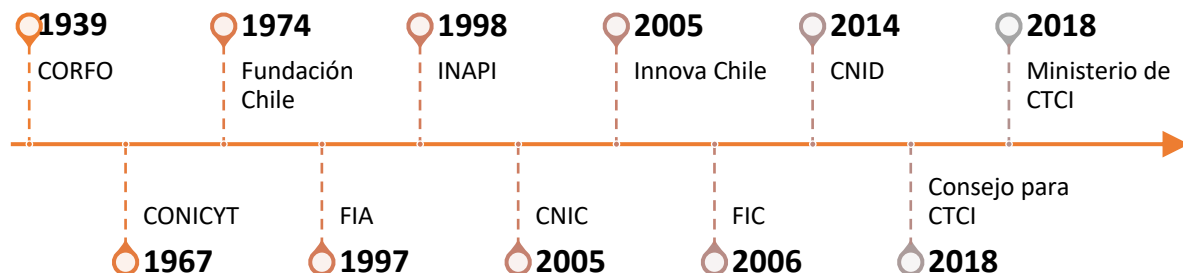 1939
CORFO
1974
Fundación
Chile
1998
INAPI
2005
Innova Chile
2014
CNID
2018
Ministerio de
CTCI
CONICYT
1967
FIA
1997
CNIC
2005
FIC
2006
Consejo para
CTCI
2018